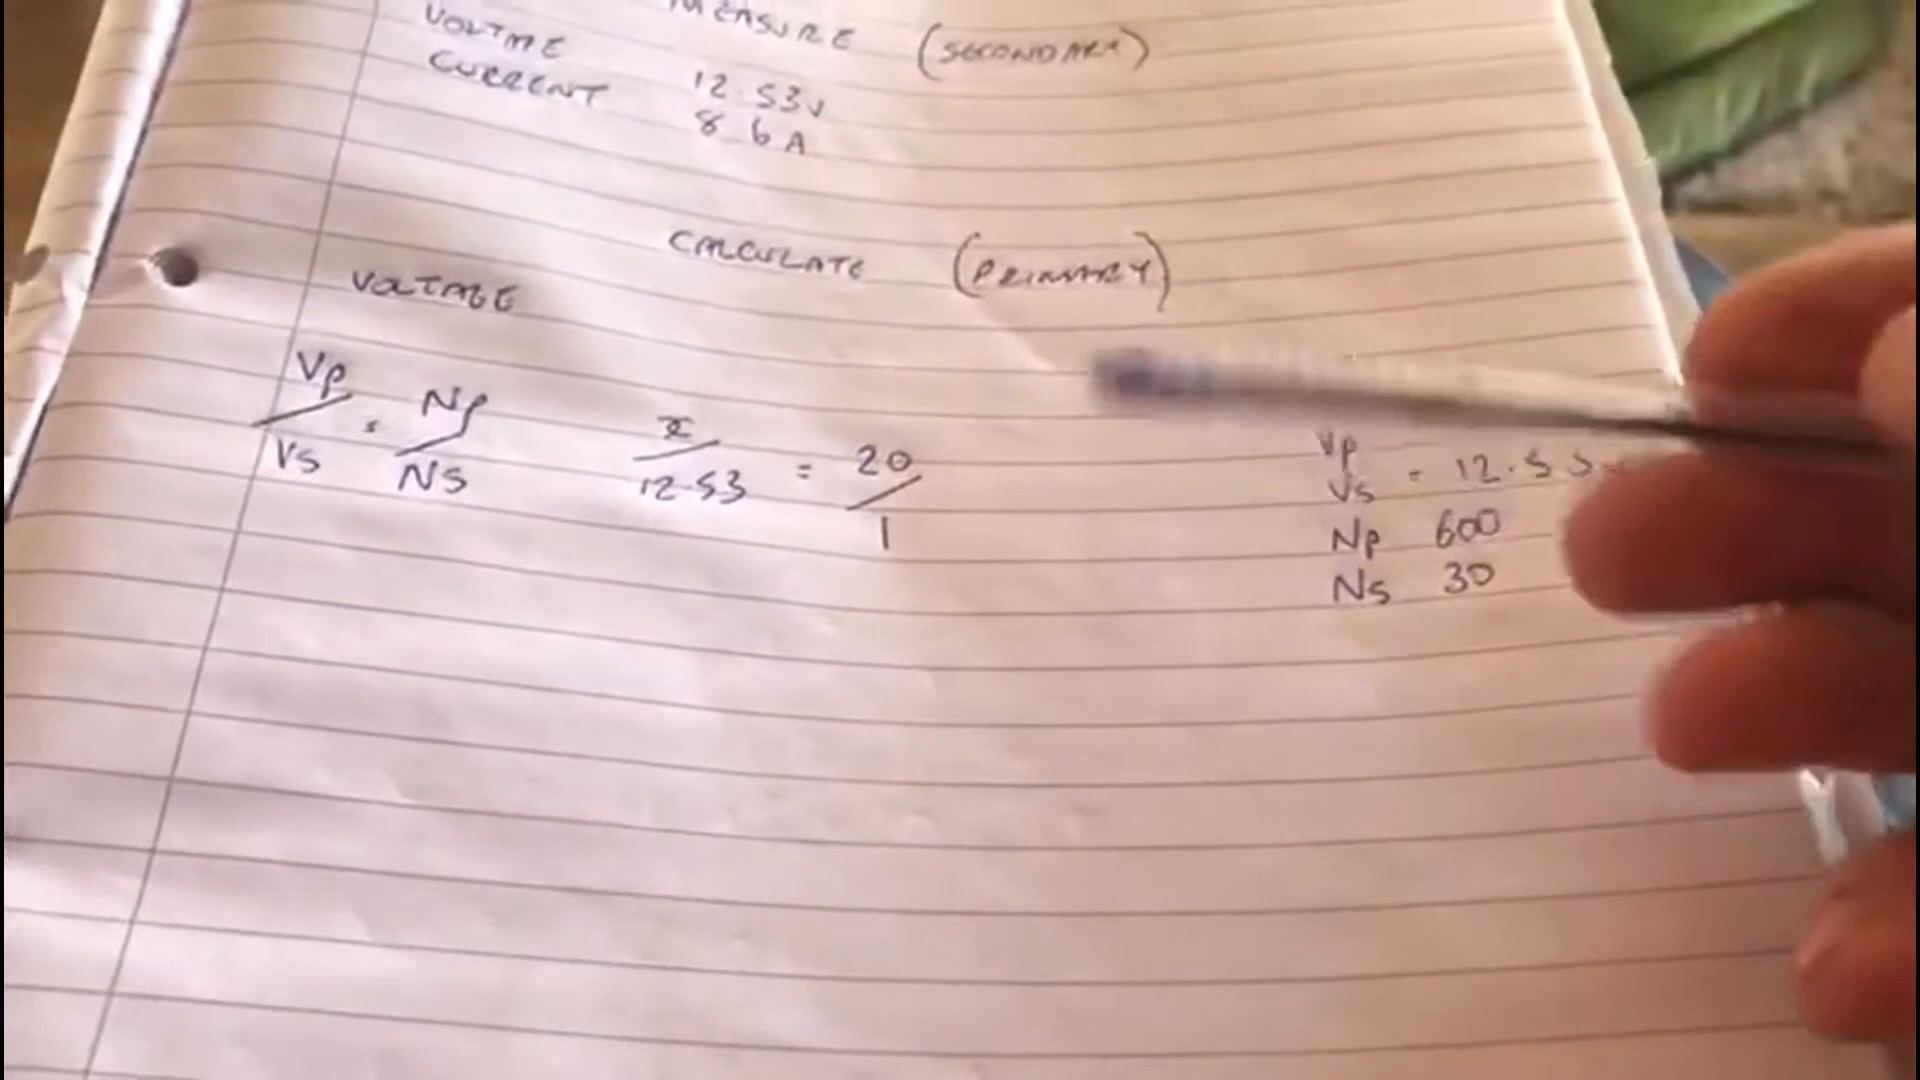 MEASURE (SECONDARY)
VOLTAGE 12.53V
CURRENT 8.6A
CALCULATE (PRIMARY)
VOLTAGE
Vp/Vs = Np/Ns x/12.53 = 20/1
Vp
Vs = 12.53
Np 600
Ns 30